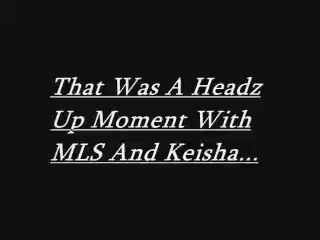 That Was A Headz
Up Moment With
MLS And Keisha...